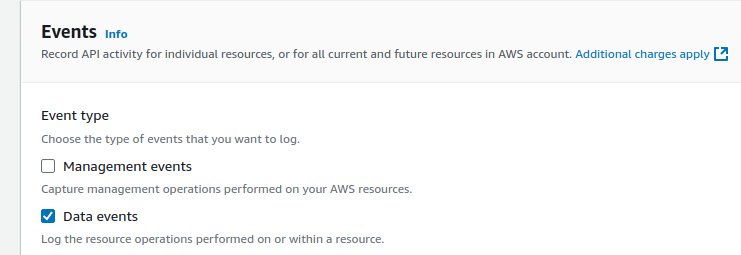 Events Info
Record API activity for individual resources, or for all current and future resources in AWS account. Additional charges apply
Event type
Choose the type of events that you want to log.
Management events
Capture management operations performed on your AWS resources.
Data events
Log the resource operations performed on or within a resource.